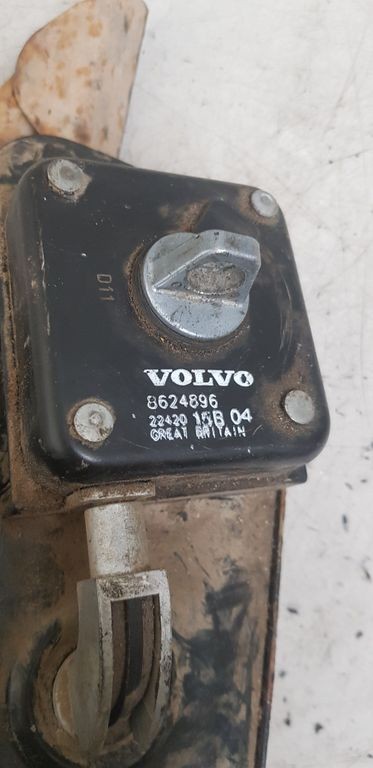 D11
VOLVO
8624896
22420 15B 04
GREAT BRITAIN